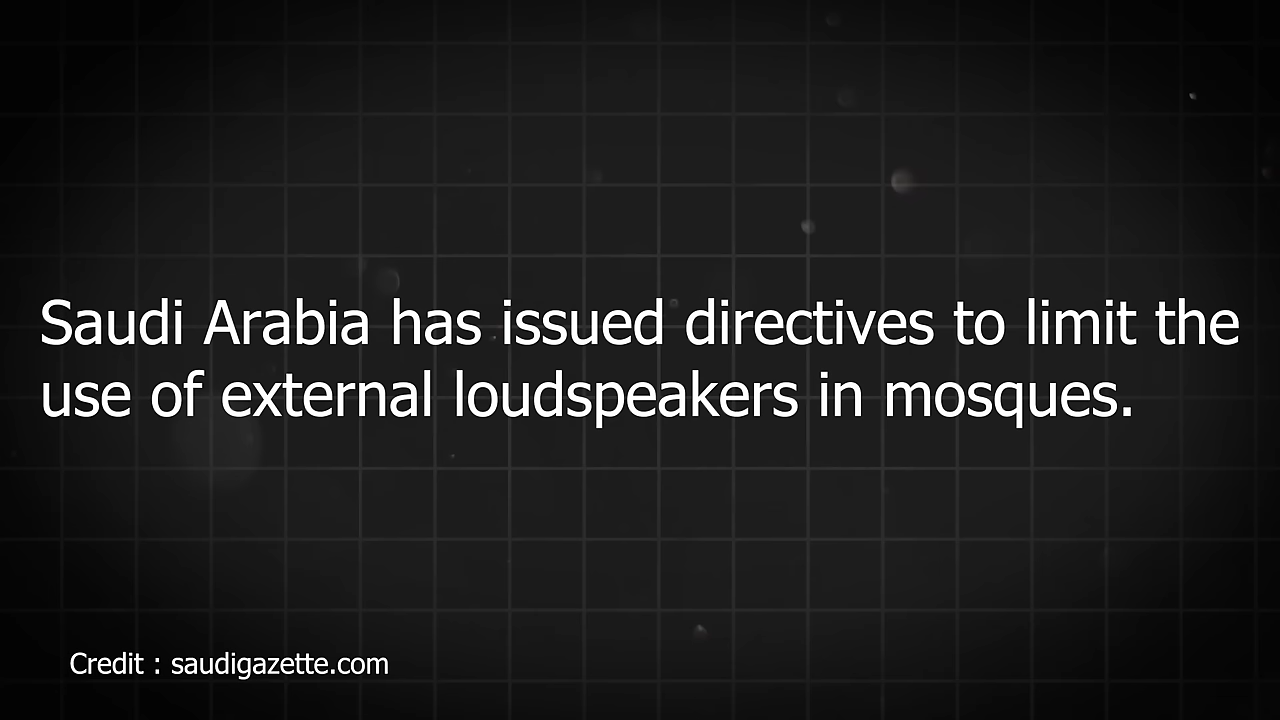 Saudi Arabia has issued directives to limit the
use of external loudspeakers in mosques.
Credit : saudigazette.com